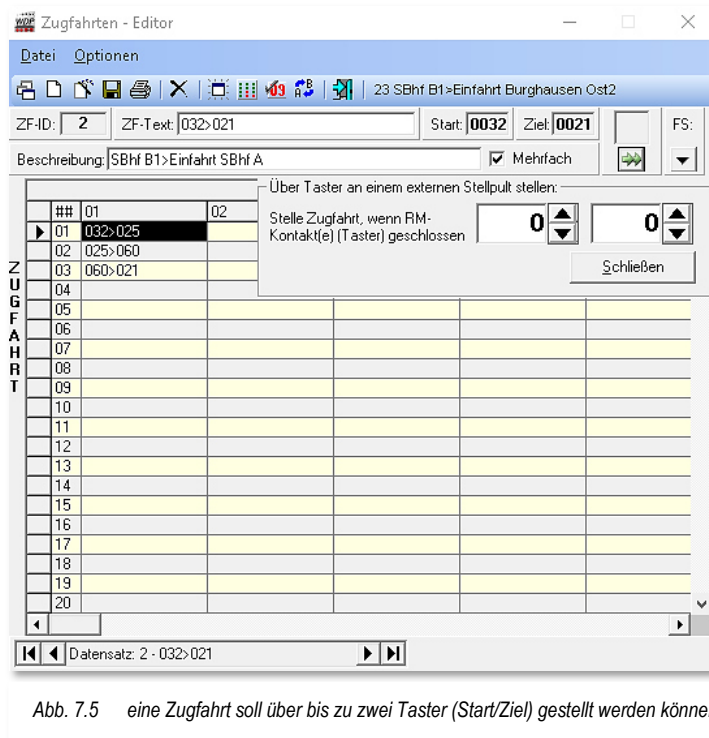 WDP Zugfahrten - Editor
Datei Optionen
23 SBhf B1>Einfahrt Burghausen Ost2
ZF-ID: 2 ZF-Text: 032>021 Start: 0032 Ziel: 0021 FS:
Beschreibung: SBhf B1>Einfahrt SBhf A Mehrfach
Über Taster an einem externen Stellpult stellen:
Stelle Zugfahrt, wenn RM-
Kontakt(e) (Taster) geschlossen 0 0
Schließen
ZUGFAHRT
## 01 02
01 032>025
02 025>060
03 060>021
04
05
06
07
08
09
10
11
12
13
14
15
16
17
18
19
20
Datensatz: 2 - 032>021
Abb. 7.5 eine Zugfahrt soll über bis zu zwei Taster (Start/Ziel) gestellt werden könne